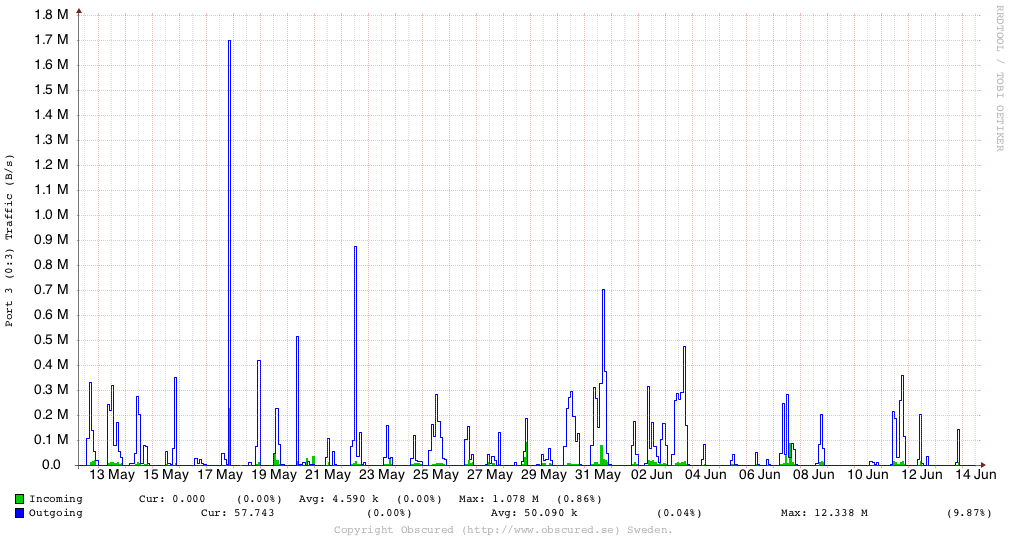 1.8 M
1.7 M
1.6 M
1.5 M
1.4 M
1.3 M
1.2 M
1.1 M
1.0 M
0.9 M
0.8 M
0.7 M
0.6 M
0.5 M
0.4 M
0.3 M
0.2 M
0.1 M
0.0
Port 3 (0:3) Traffic (B/s)
RRDTOOL / TOBI OETIKER
13 May 15 May 17 May 19 May 21 May 23 May 25 May 27 May 29 May 31 May 02 Jun 04 Jun 06 Jun 08 Jun 10 Jun 12 Jun 14 Jun
Incoming Cur: 0.000 (0.00%) Avg: 4.590 k (0.00%) Max: 1.078 M (0.86%)
Outgoing Cur: 57.743 (0.00%) Avg: 50.090 k (0.04%) Max: 12.338 M (9.87%)
Copyright Obscured (http://www.obscured.se) Sweden.